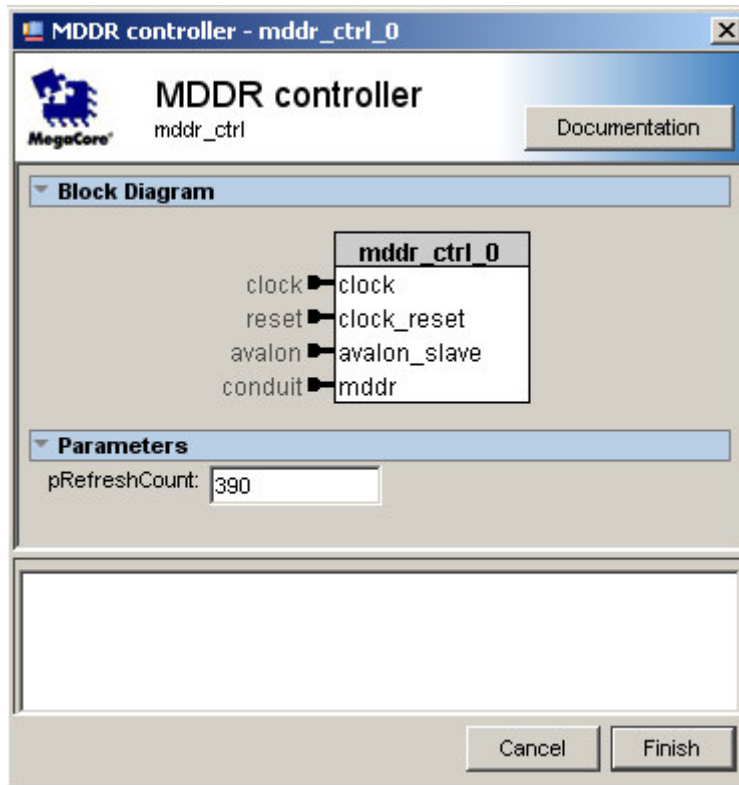 MDDR controller - mddr_ctrl_0
MegaCore®
MDDR controller
mddr_ctrl
Documentation
Block Diagram
mddr_ctrl_0
clock clock
reset clock_reset
avalon avalon_slave
conduit mddr
Parameters
pRefreshCount: 390
Cancel Finish